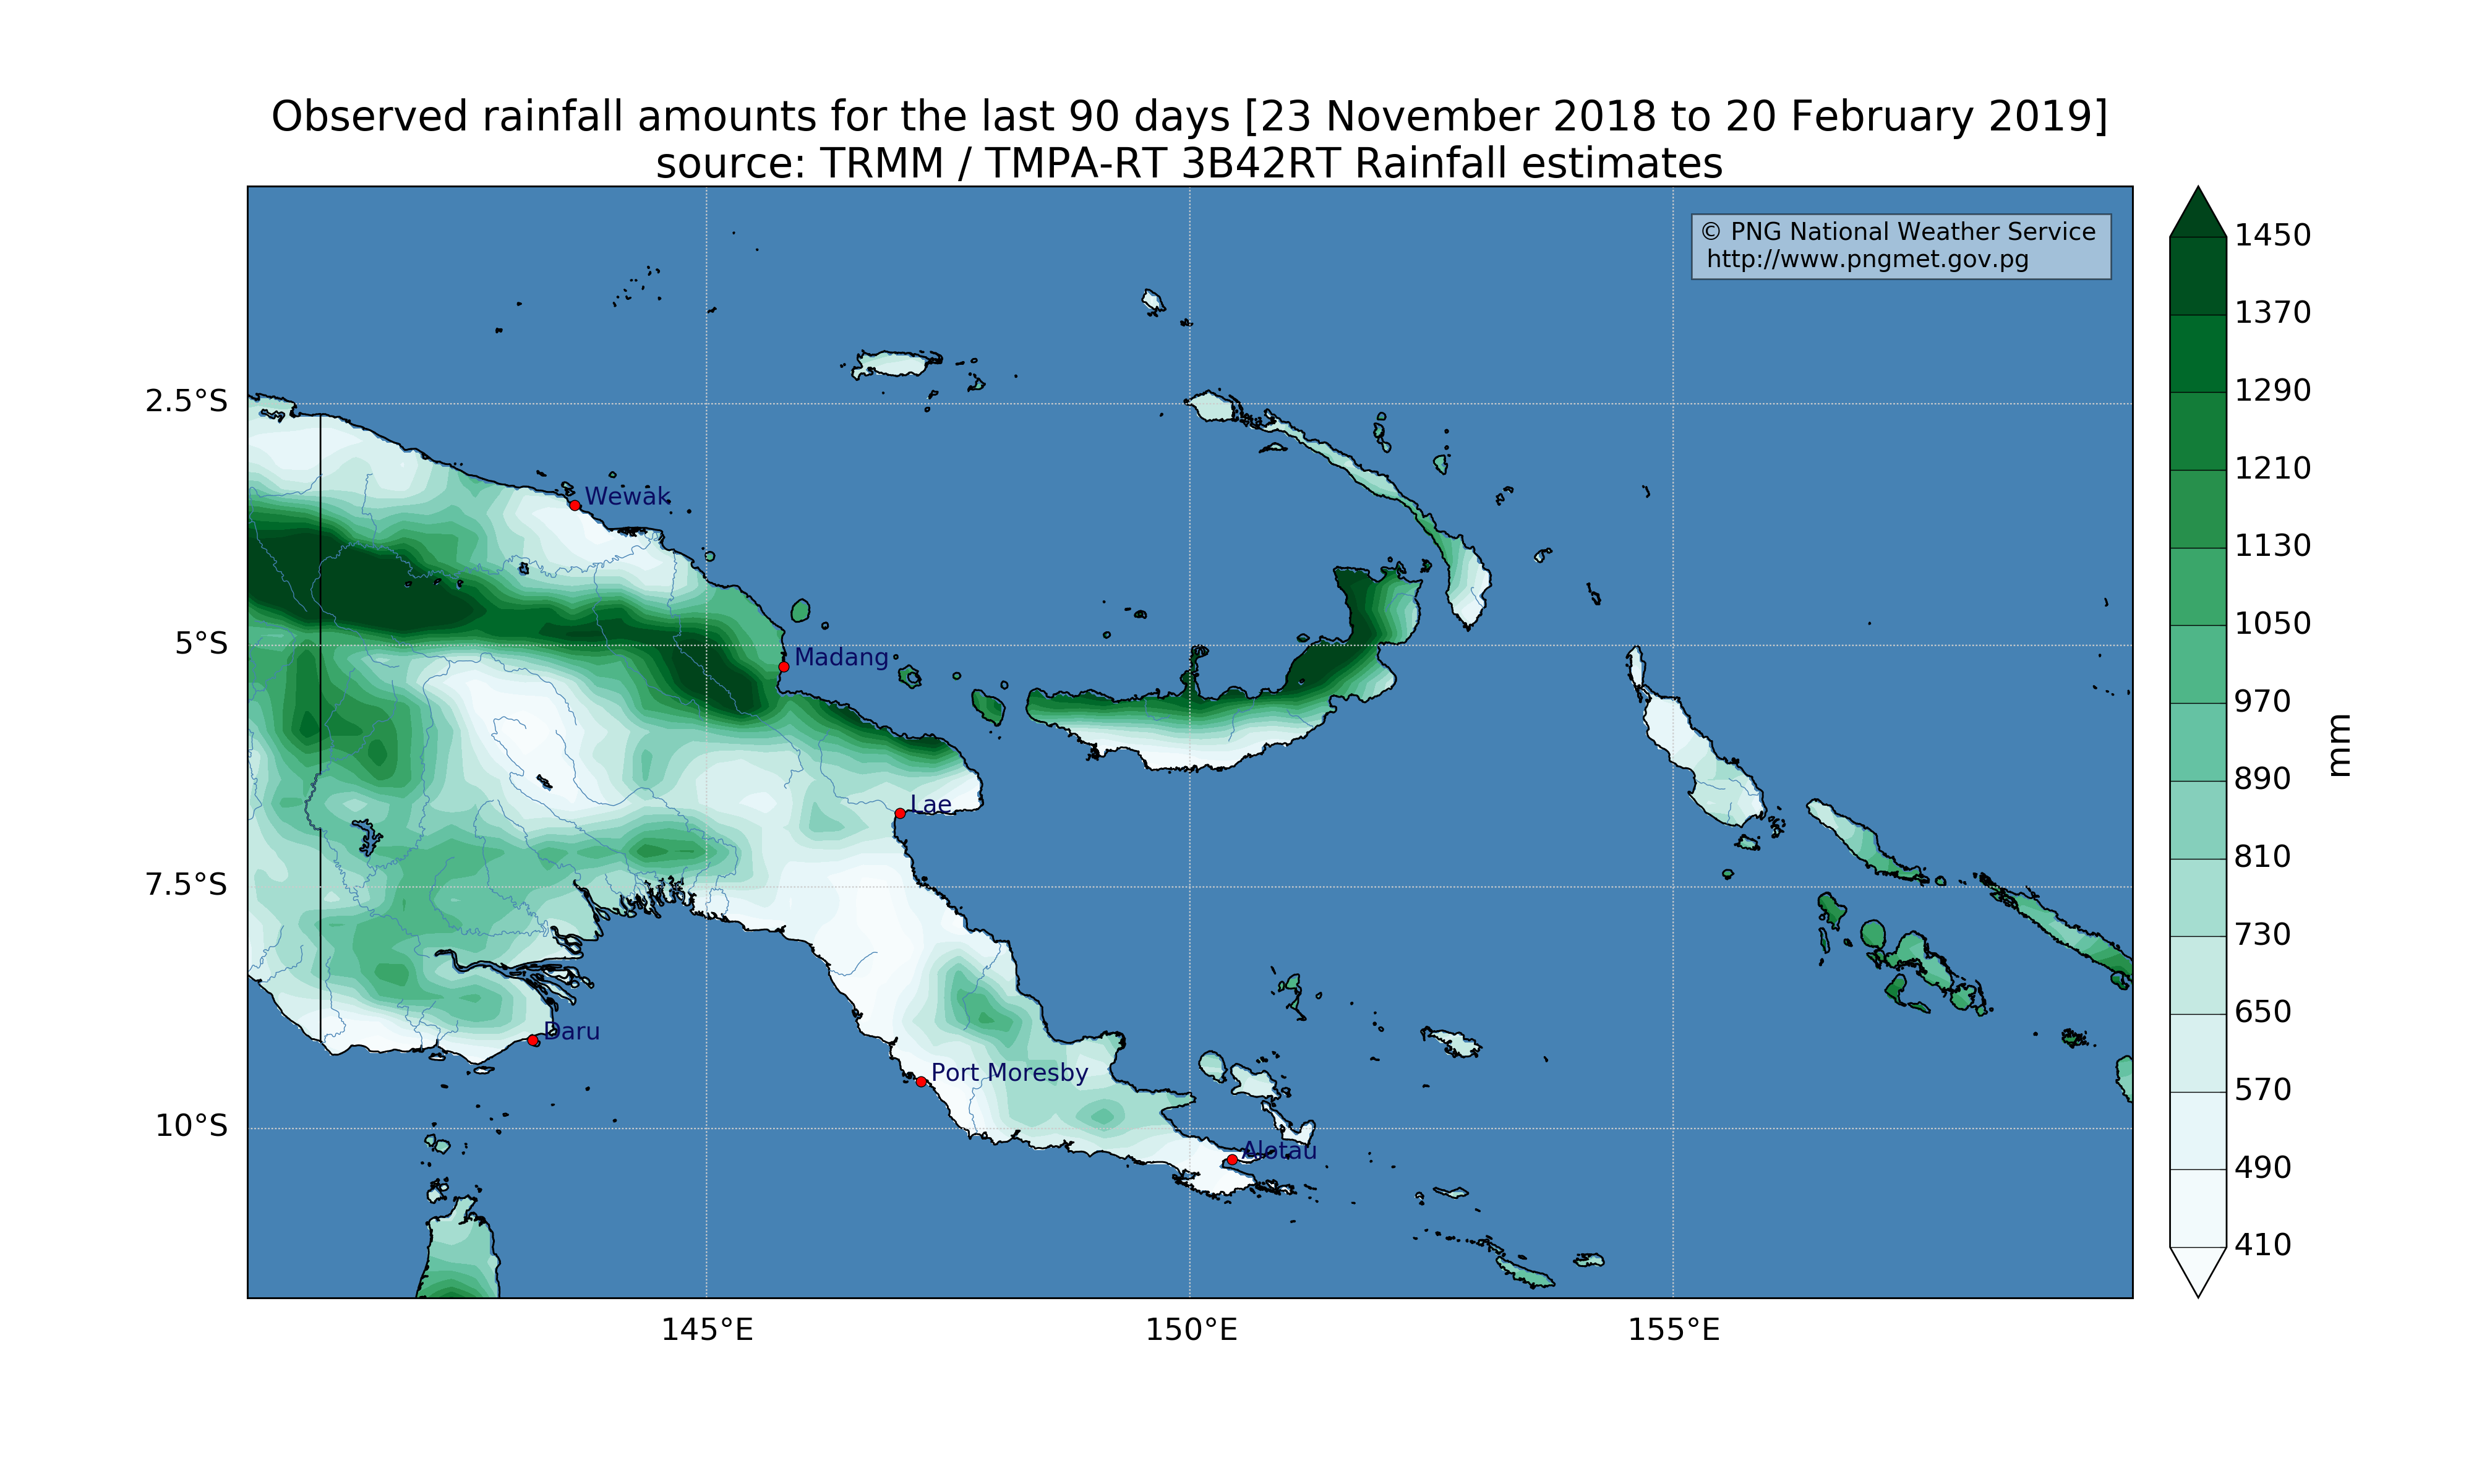 Observed rainfall amounts for the last 90 days [23 November 2018 to 20 February 2019]
source: TRMM / TMPA-RT 3B42RT Rainfall estimates
© PNG National Weather Service
http://www.pngmet.gov.pg
1450
1370
1290
1210
1130
1050
970
890
810
730
650
570
490
410
mm
2.5°S
5°S
7.5°S
10°S
Wewak
Madang
Lae
Daru
Port Moresby
Alotau
145°E
150°E
155°E